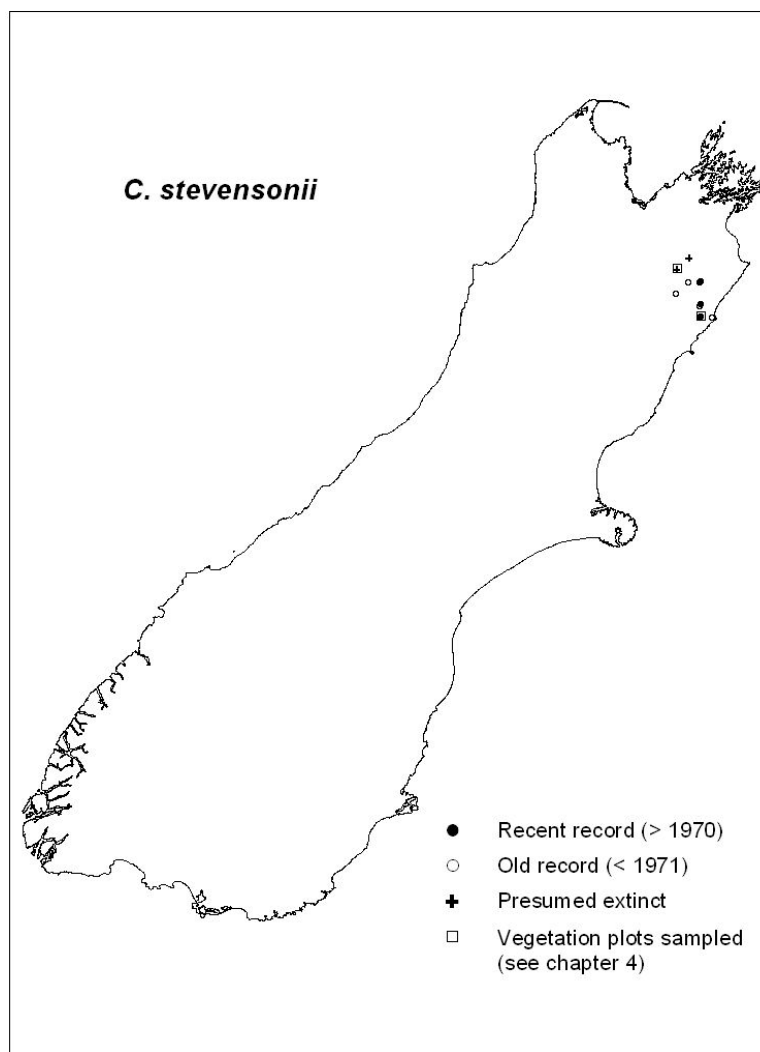 C. stevensonii
Recent record (> 1970)
Old record (< 1971)
Presumed extinct
Vegetation plots sampled
(see chapter 4)